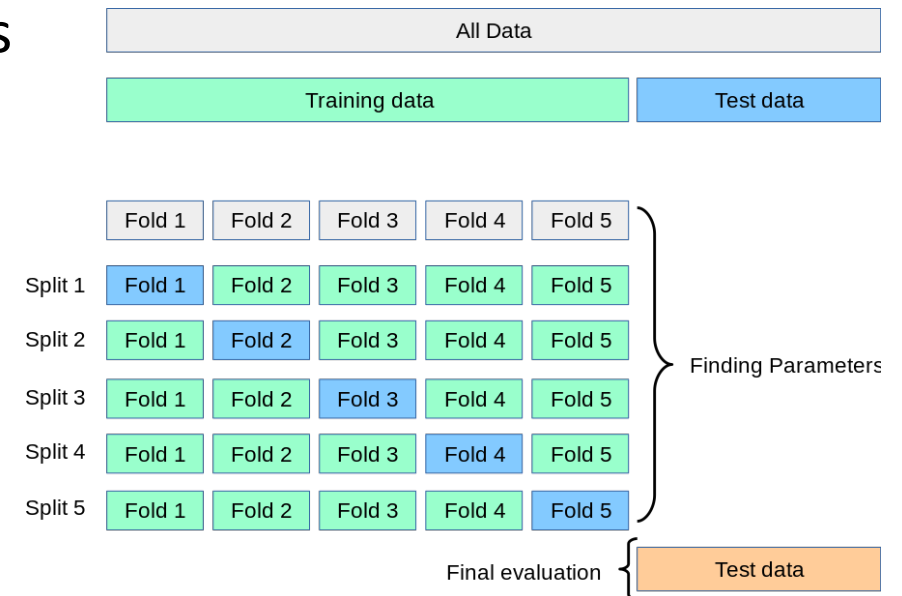 s
All Data
Training data Test data
Fold 1 Fold 2 Fold 3 Fold 4 Fold 5
Split 1 Fold 1 Fold 2 Fold 3 Fold 4 Fold 5
Split 2 Fold 1 Fold 2 Fold 3 Fold 4 Fold 5
Finding Parameters
Split 3 Fold 1 Fold 2 Fold 3 Fold 4 Fold 5
Split 4 Fold 1 Fold 2 Fold 3 Fold 4 Fold 5
Split 5 Fold 1 Fold 2 Fold 3 Fold 4 Fold 5
Final evaluation Test data